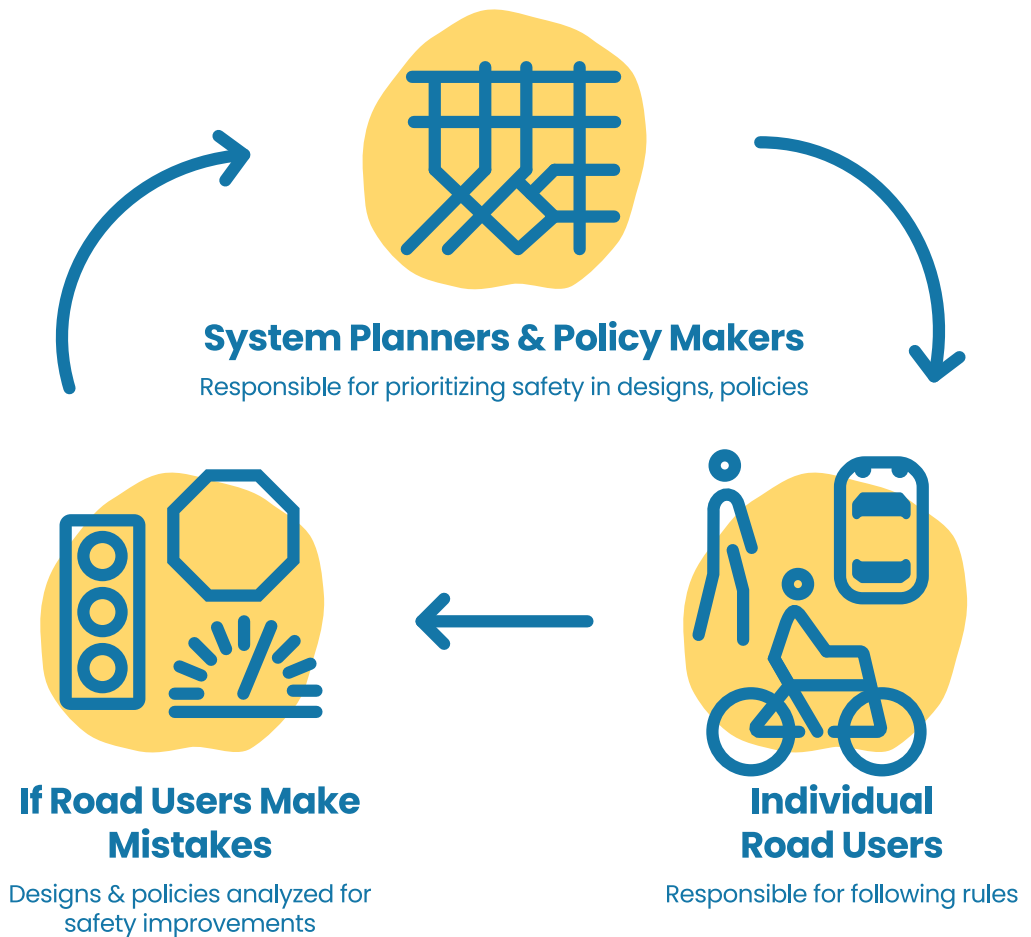 System Planners & Policy Makers
Responsible for prioritizing safety in designs, policies
If Road Users Make
Mistakes
Designs & policies analyzed for
safety improvements
Individual
Road Users
Responsible for following rules